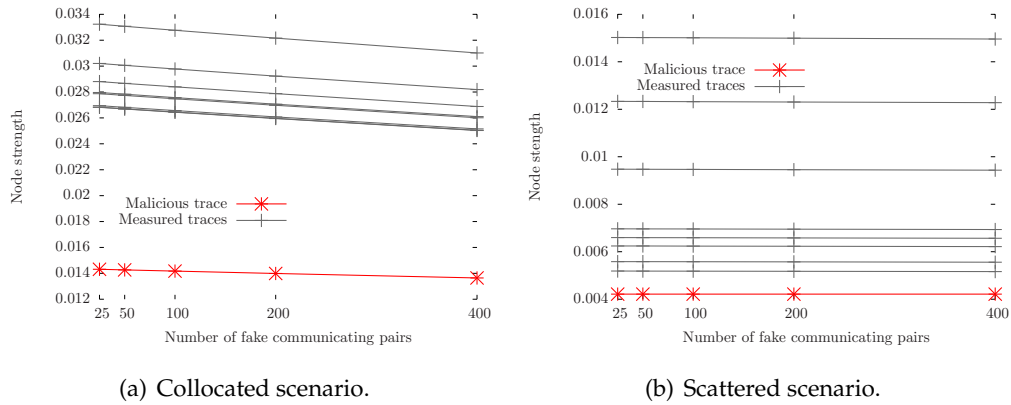 0.034
0.032
0.03
0.028
0.026
0.024
0.022
0.02
0.018
0.016
0.014
0.012
Node strength
Malicious trace
Measured traces
25 50 100 200 400
Number of fake communicating pairs
(a) Collocated scenario.
0.016
0.014
0.012
0.01
0.008
0.006
0.004
Node stength
Malicious trace
Measured traces
25 50 100 200 400
Number of fake communicating pairs
(b) Scattered scenario.